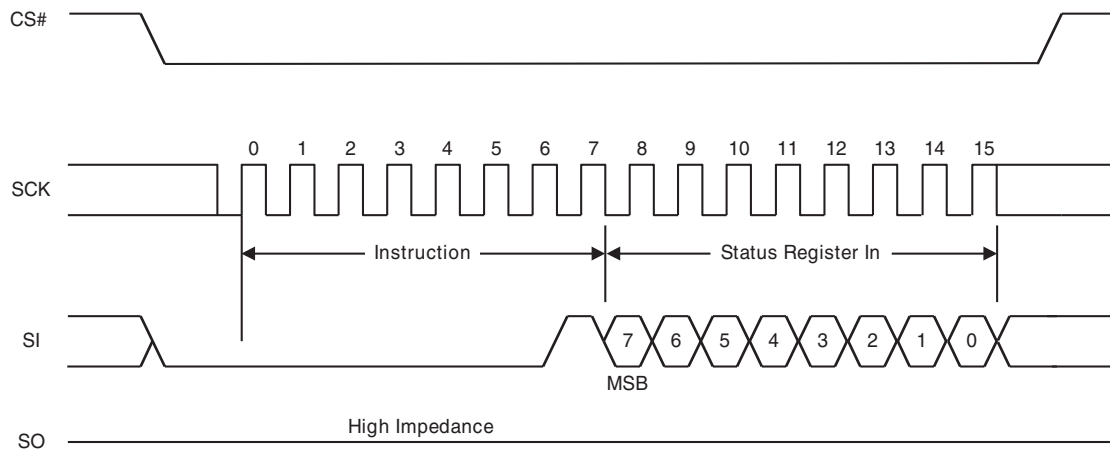 CS#
0 1 2 3 4 5 6 7 8 9 10 11 12 13 14 15
SCK
Instruction Status Register In
SI 7 6 5 4 3 2 1 0
MSB
High Impedance
SO